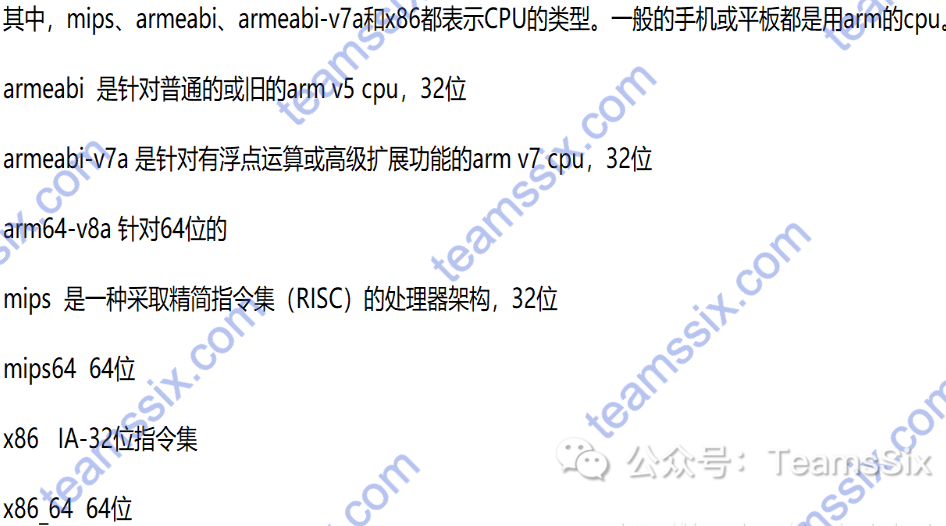 其中，mips、armeabi、armeabi-v7a和x86都表示CPU的类型。一般的手机或平板都是用arm的cpu。
armeabi 是针对普通的或旧的arm v5 cpu，32位
armeabi-v7a 是针对有浮点运算或高级扩展功能的arm v7 cpu，32位
arm64-v8a 针对64位的
mips 是一种采取精简指令集（RISC）的处理器架构，32位
mips64 64位
x86 IA-32位指令集
x86_64 64位
公众号：TeamsSix
teamssix.com
teamssix.com
teamssix.com
teamssix.com
teamssix.com